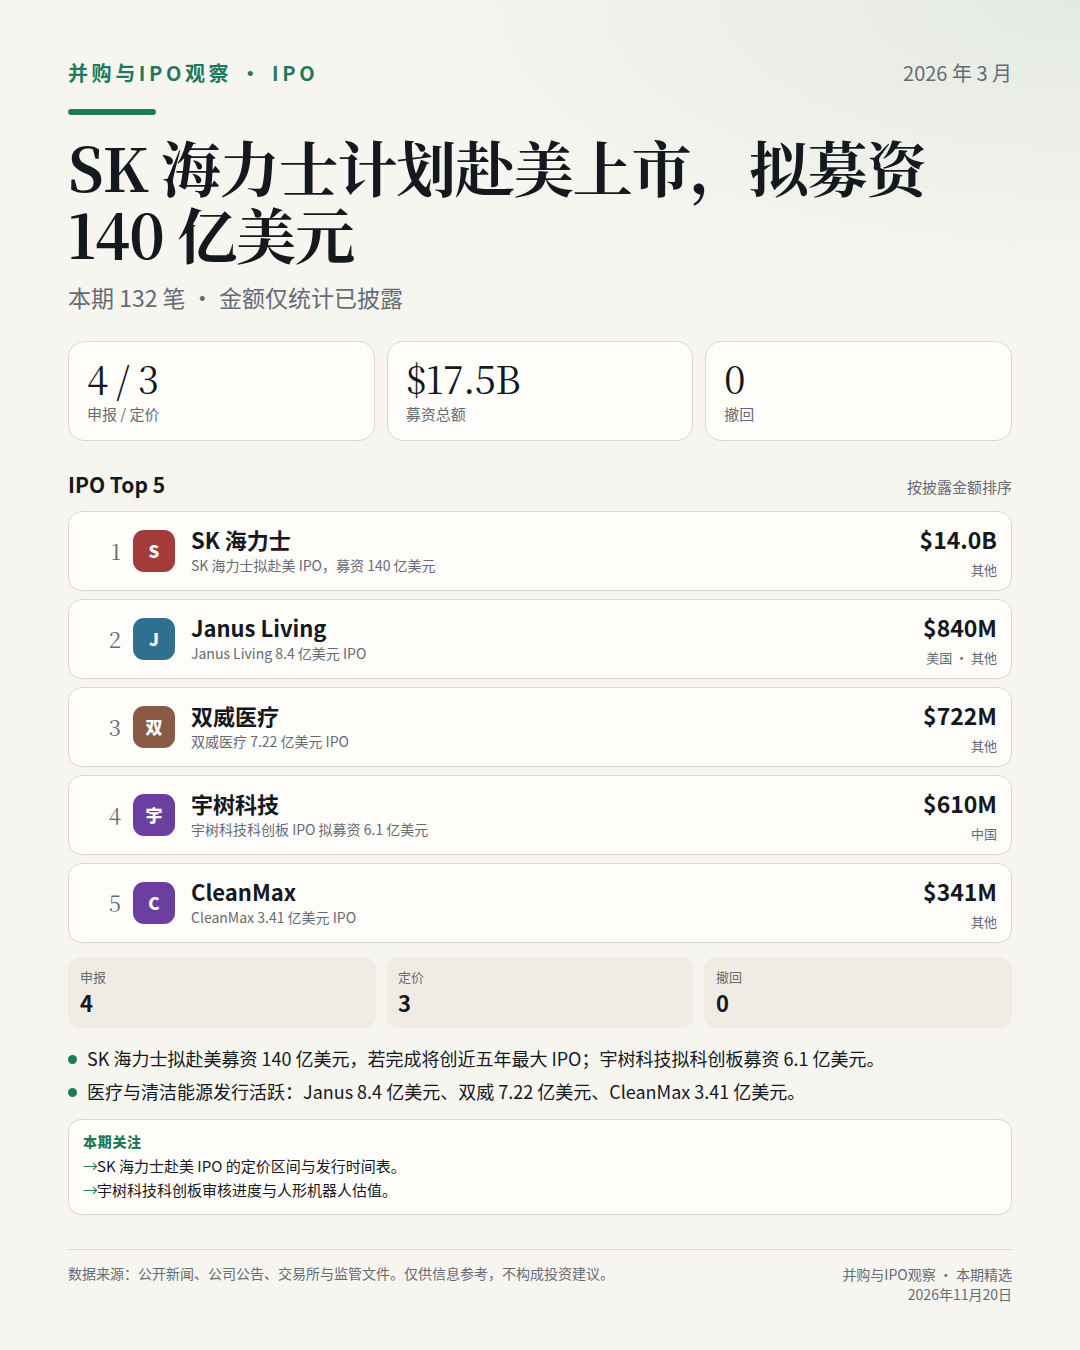 并购与IPO观察 · IPO
2026 年 3 月
SK 海力士计划赴美上市，拟募资
140 亿美元
本期 132 笔 · 金额仅统计已披露
4 / 3
申报 / 定价
$17.5B
募资总额
0
撤回
IPO Top 5
按披露金额排序
1
S
SK 海力士
SK 海力士拟赴美 IPO，募资 140 亿美元
$14.0B
其他
2
J
Janus Living
Janus Living 8.4 亿美元 IPO
$840M
美国 · 其他
3
双
双威医疗
双威医疗 7.22 亿美元 IPO
$722M
其他
4
宇
宇树科技
宇树科技科创板 IPO 拟募资 6.1 亿美元
$610M
中国
5
C
CleanMax
CleanMax 3.41 亿美元 IPO
$341M
其他
申报
4
定价
3
撤回
0
SK 海力士拟赴美募资 140 亿美元，若完成将创近五年最大 IPO；宇树科技拟科创板募资 6.1 亿美元。
医疗与清洁能源发行活跃：Janus 8.4 亿美元、双威 7.22 亿美元、CleanMax 3.41 亿美元。
本期关注
→SK 海力士赴美 IPO 的定价区间与发行时间表。
→宇树科技科创板审核进度与人形机器人估值。
数据来源：公开新闻、公司公告、交易所与监管文件。仅供信息参考，不构成投资建议。
并购与IPO观察 · 本期精选
2026年11月20日